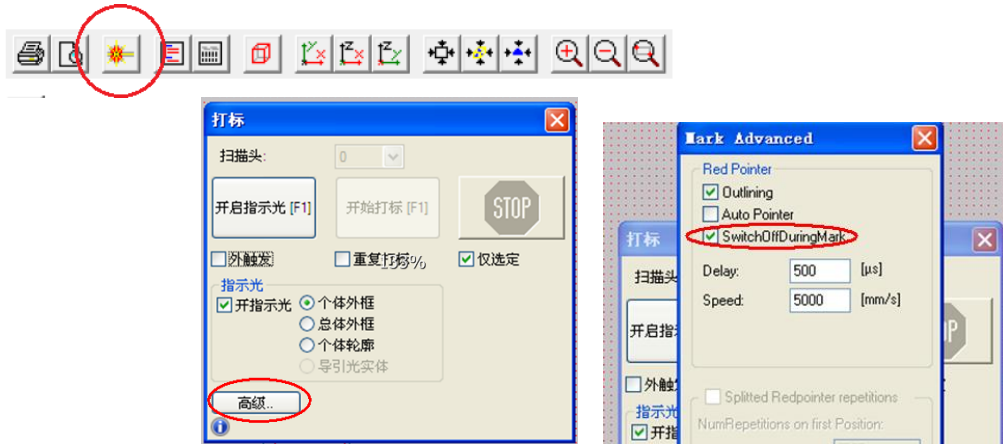 打标
扫描头:
0
开启指示光 [F1]
开始打标 [F1]
STOP
外触发
重复打标
仅选定
指示光
开指示光
个体外框
总体外框
个体轮廓
导引光实体
高级..
Mark Advanced
Red Pointer
Outlining
Auto Pointer
SwitchOffDuringMark
Delay:
500
[µs]
Speed:
5000
[mm/s]
Splitted Redpointer repetitions
NumRepetitions on first Position:
打标
扫描头
开启指
外触
指示光